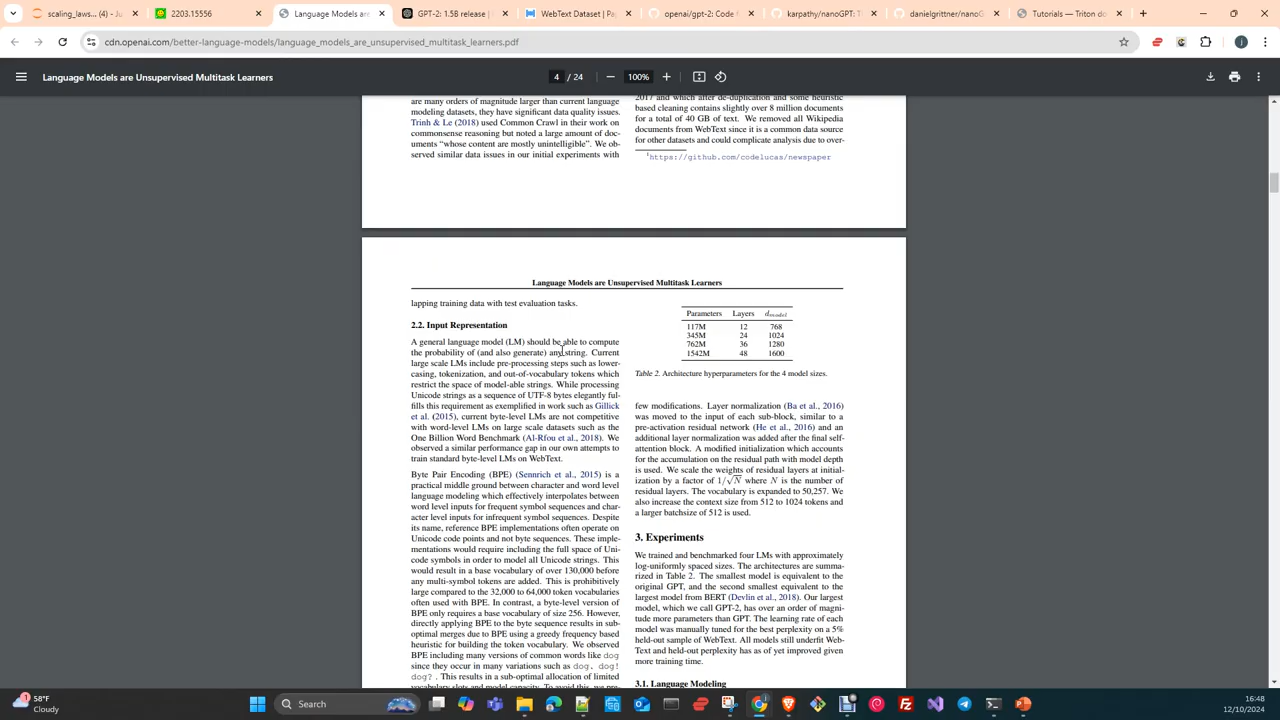 scaling_laws.
2203.15556
Language Models are
GPT-2: 1.5B release |
WebText Dataset | Pa
openai/gpt-2: Code f
karpathy/nanoGPT: T
danielgrittner/nanoG
Tutorials — Triton do
cdn.openai.com/better-language-models/language_models_are_unsupervised_multitask_learners.pdf
Language Models are Unsupervised Multitask Learners
4 / 24
100%
are many orders of magnitude larger than current language
modeling datasets, they have significant data quality issues.
Trinh & Le (2018) used Common Crawl in their work on
commonsense reasoning but noted a large amount of doc-
uments “whose content are mostly unintelligible”. We ob-
served similar data issues in our initial experiments with
2017 and which after de-duplication and some heuristic
based cleaning contains slightly over 8 million documents
for a total of 40 GB of text. We removed all Wikipedia
documents from WebText since it is a common data source
for other datasets and could complicate analysis due to over-
1https://github.com/codelucas/newspaper
Language Models are Unsupervised Multitask Learners
lapping training data with test evaluation tasks.
2.2. Input Representation
A general language model (LM) should be able to compute
the probability of (and also generate) any string. Current
large scale LMs include pre-processing steps such as lower-
casing, tokenization, and out-of-vocabulary tokens which
restrict the space of model-able strings. While processing
Unicode strings as a sequence of UTF-8 bytes elegantly ful-
fills this requirement as exemplified in work such as Gillick
et al. (2015), current byte-level LMs are not competitive
with word-level LMs on large scale datasets such as the
One Billion Word Benchmark (Al-Rfou et al., 2018). We
observed a similar performance gap in our own attempts to
train standard byte-level LMs on WebText.
Byte Pair Encoding (BPE) (Sennrich et al., 2015) is a
practical middle ground between character and word level
language modeling which effectively interpolates between
word level inputs for frequent symbol sequences and char-
acter level inputs for infrequent symbol sequences. Despite
its name, reference BPE implementations often operate on
Unicode code points and not byte sequences. These imple-
mentations would require including the full space of Uni-
code symbols in order to model all Unicode strings. This
would result in a base vocabulary of over 130,000 before
any multi-symbol tokens are added. This is prohibitively
large compared to the 32,000 to 64,000 token vocabularies
often used with BPE. In contrast, a byte-level version of
BPE only requires a base vocabulary of size 256. However,
directly applying BPE to the byte sequence results in sub-
optimal merges due to BPE using a greedy frequency based
heuristic for building the token vocabulary. We observed
BPE including many versions of common words like dog
since they occur in many variations such as dog. dog!
dog? . This results in a sub-optimal allocation of limited
vocabulary slots and model capacity. To avoid this, we pre-
Parameters Layers dmodel
117M 12 768
345M 24 1024
762M 36 1280
1542M 48 1600
Table 2. Architecture hyperparameters for the 4 model sizes.
few modifications. Layer normalization (Ba et al., 2016)
was moved to the input of each sub-block, similar to a
pre-activation residual network (He et al., 2016) and an
additional layer normalization was added after the final self-
attention block. A modified initialization which accounts
for the accumulation on the residual path with model depth
is used. We scale the weights of residual layers at initial-
ization by a factor of 1/√N where N is the number of
residual layers. The vocabulary is expanded to 50,257. We
also increase the context size from 512 to 1024 tokens and
a larger batchsize of 512 is used.
3. Experiments
We trained and benchmarked four LMs with approximately
log-uniformly spaced sizes. The architectures are summa-
rized in Table 2. The smallest model is equivalent to the
original GPT, and the second smallest equivalent to the
largest model from BERT (Devlin et al., 2018). Our largest
model, which we call GPT-2, has over an order of magni-
tude more parameters than GPT. The learning rate of each
model was manually tuned for the best perplexity on a 5%
held-out sample of WebText. All models still underfit Web-
Text and held-out perplexity has as of yet improved given
more training time.
3.1. Language Modeling
58°F
Cloudy
Search
16:48
12/10/2024